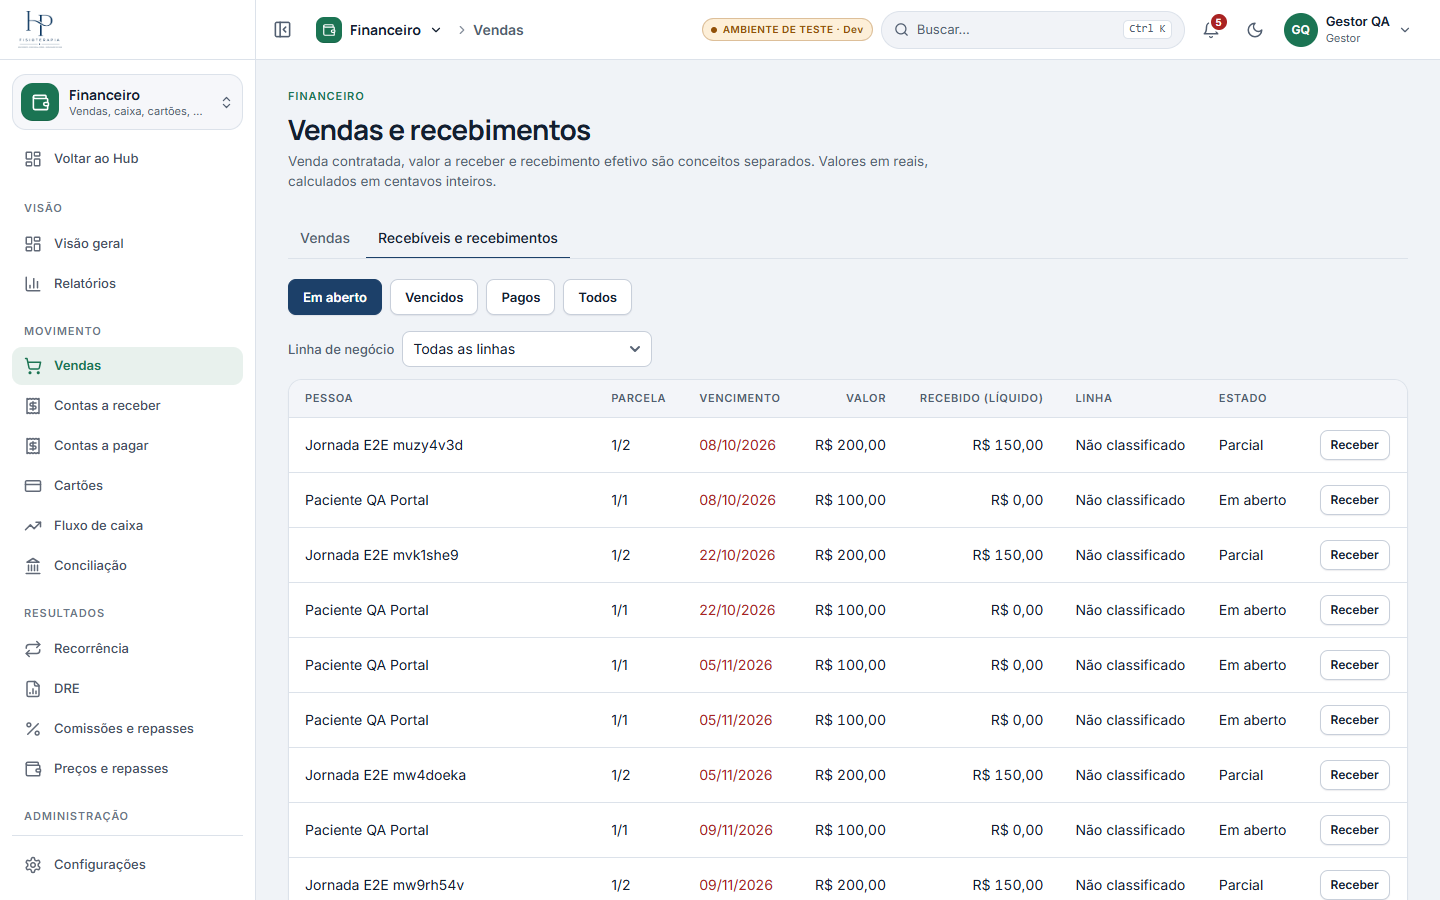 HP
FISIOTERAPIA
Financeiro
Vendas
AMBIENTE DE TESTE · Dev
Buscar...
Ctrl K
5
GQ
Gestor QA
Gestor
Financeiro
Vendas, caixa, cartões, ...
Voltar ao Hub
VISÃO
Visão geral
Relatórios
MOVIMENTO
Vendas
Contas a receber
Contas a pagar
Cartões
Fluxo de caixa
Conciliação
RESULTADOS
Recorrência
DRE
Comissões e repasses
Preços e repasses
ADMINISTRAÇÃO
Configurações
FINANCEIRO
Vendas e recebimentos
Venda contratada, valor a receber e recebimento efetivo são conceitos separados. Valores em reais,
calculados em centavos inteiros.
Vendas Recebíveis e recebimentos
Em aberto Vencidos Pagos Todos
Linha de negócio Todas as linhas
PESSOA PARCELA VENCIMENTO VALOR RECEBIDO (LÍQUIDO) LINHA ESTADO
Jornada E2E muzy4v3d 1/2 08/10/2026 R$ 200,00 R$ 150,00 Não classificado Parcial Receber
Paciente QA Portal 1/1 08/10/2026 R$ 100,00 R$ 0,00 Não classificado Em aberto Receber
Jornada E2E mvk1she9 1/2 22/10/2026 R$ 200,00 R$ 150,00 Não classificado Parcial Receber
Paciente QA Portal 1/1 22/10/2026 R$ 100,00 R$ 0,00 Não classificado Em aberto Receber
Paciente QA Portal 1/1 05/11/2026 R$ 100,00 R$ 0,00 Não classificado Em aberto Receber
Paciente QA Portal 1/1 05/11/2026 R$ 100,00 R$ 0,00 Não classificado Em aberto Receber
Jornada E2E mw4doeka 1/2 05/11/2026 R$ 200,00 R$ 150,00 Não classificado Parcial Receber
Paciente QA Portal 1/1 09/11/2026 R$ 100,00 R$ 0,00 Não classificado Em aberto Receber
Jornada E2E mw9rh54v 1/2 09/11/2026 R$ 200,00 R$ 150,00 Não classificado Parcial Receber